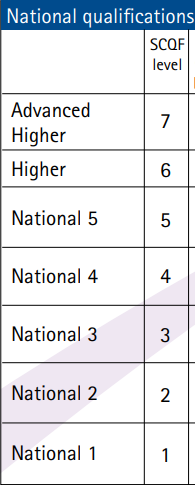 National qualifications
SCQF
level
Advanced
Higher
7
Higher 6
National 5 5
National 4 4
National 3 3
National 2 2
National 1 1